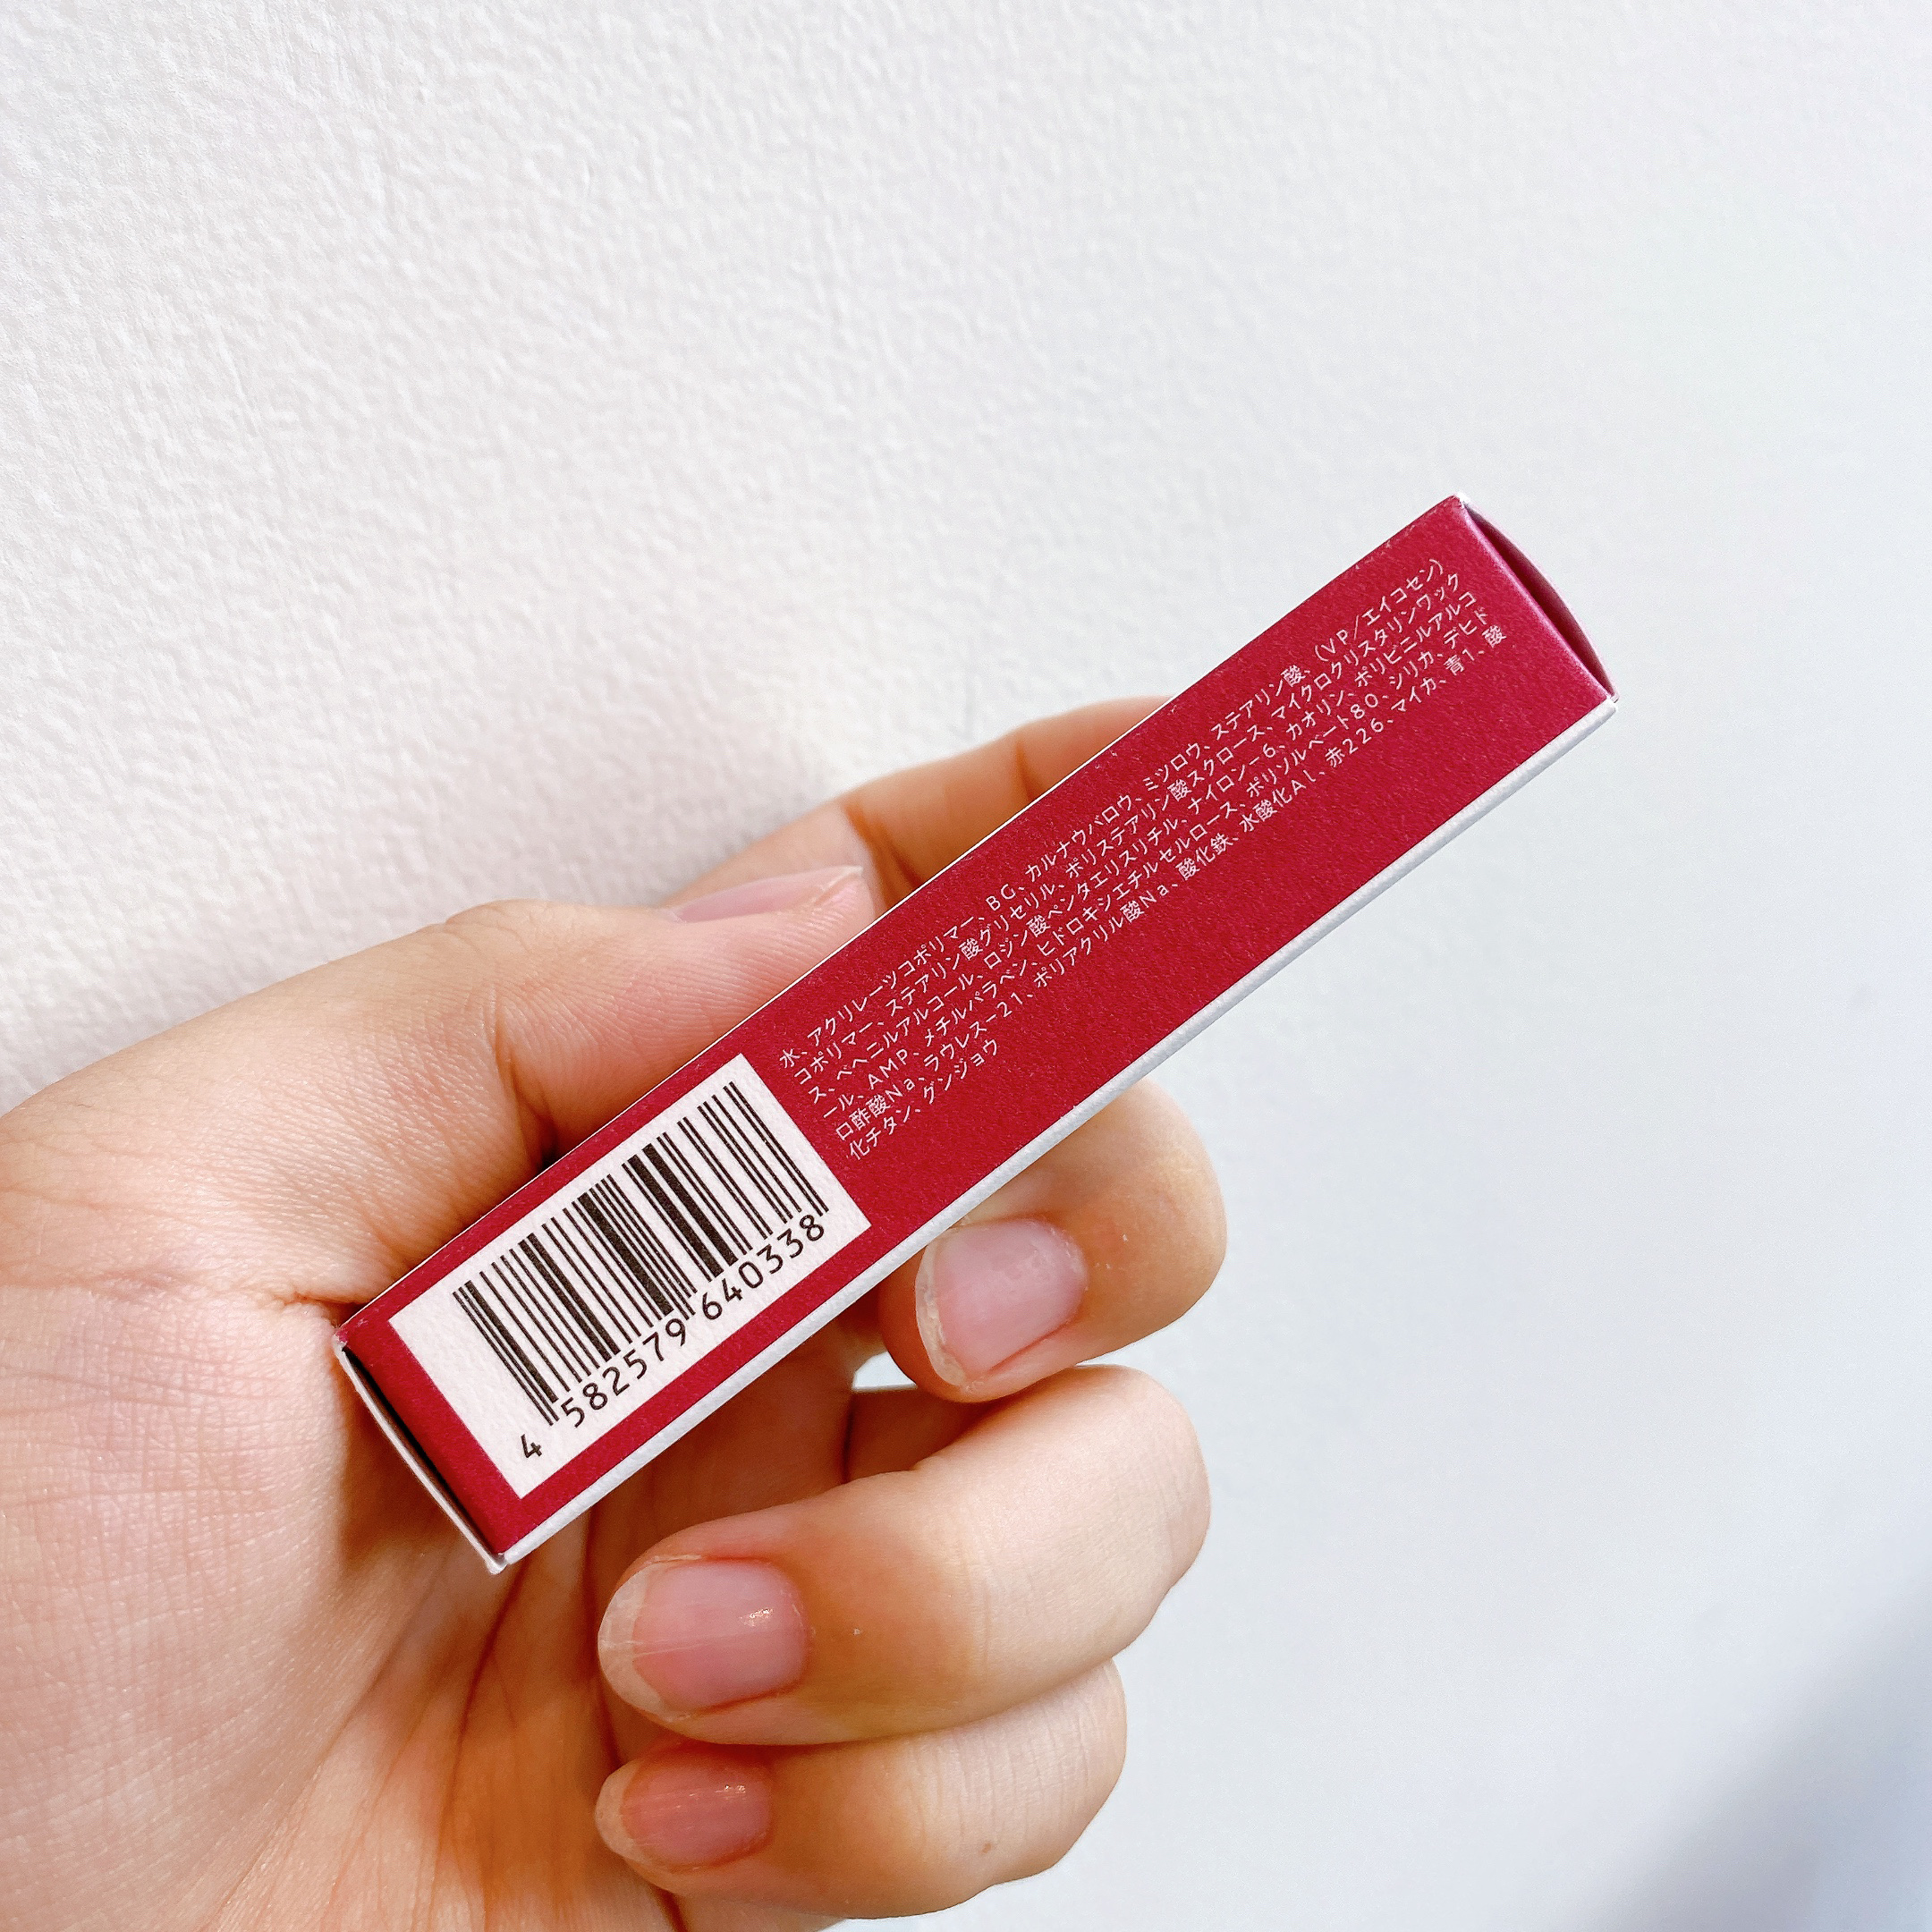 水、アクリレーツコポリマー、BG、カルナウバロウ、ミツロウ、ステアリン酸、(VP/エイコセン)
コポリマー、ステアリン酸グリセリル、ポリステアリン酸スクロース、マイクロクリスタリンワック
ス、ベヘニルアルコール、ロジン酸ペンタエリスリチル、ナイロン-6、カオリン、ポリビニルアルコ
ール、AMP、メチルパラベン、ヒドロキシエチルセルロース、ポリソルベート80、シリカ、デヒド
ロ酢酸Na、ラウレス-21、ポリアクリル酸Na、酸化鉄、水酸化Al、赤226、マイカ、青1、酸
化チタン、グンジョウ
4 582579 640338